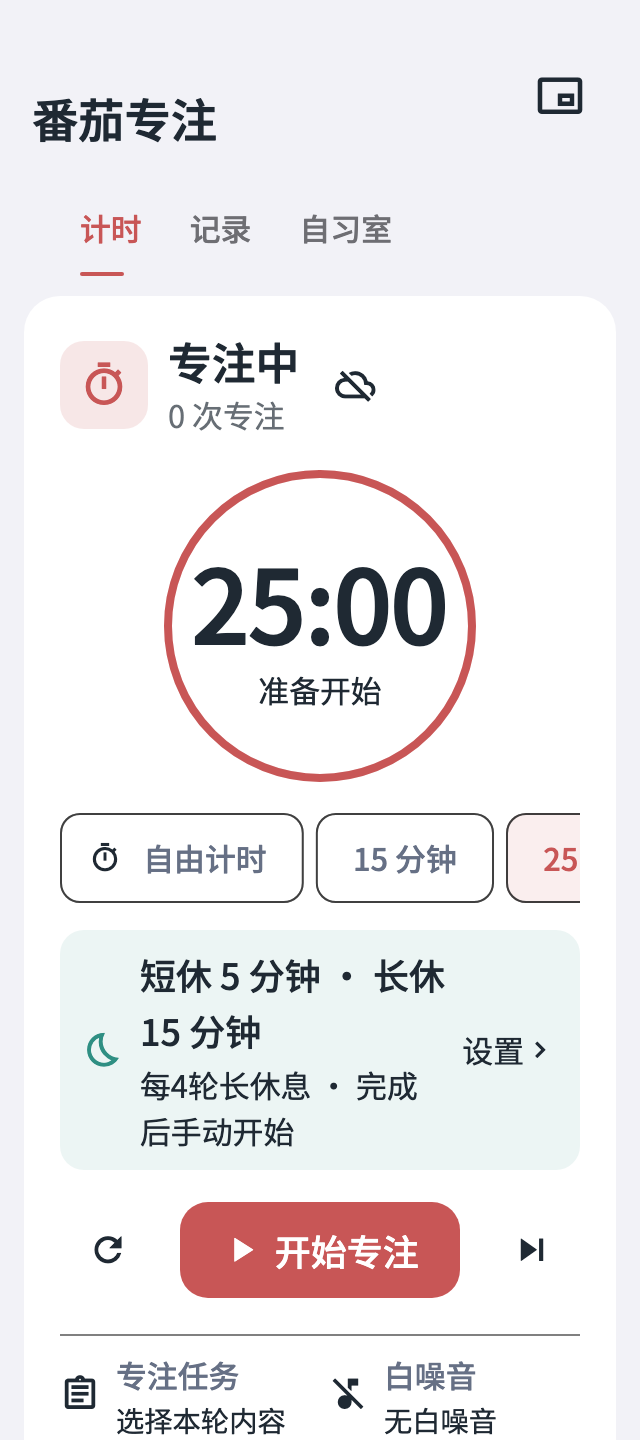 番茄专注
计时
记录
自习室
专注中
0 次专注
25:00
准备开始
自由计时
15 分钟
25
短休 5 分钟 · 长休
15 分钟
每4轮长休息 · 完成
后手动开始
设置
开始专注
专注任务
选择本轮内容
白噪音
无白噪音